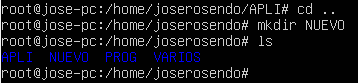 root@jose-pc:/home/joserosendo/APLI# cd ..
root@jose-pc:/home/joserosendo# mkdir NUEVO
root@jose-pc:/home/joserosendo# ls
APLI  NUEVO  PROG  VARIOS
root@jose-pc:/home/joserosendo#